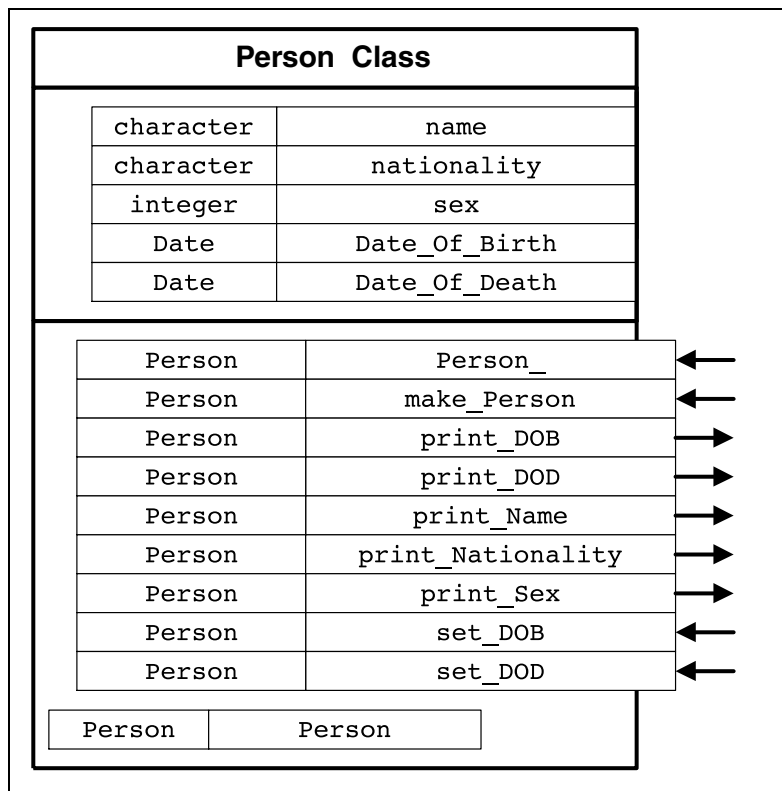 Person Class
character name
character nationality
integer sex
Date Date_Of_Birth
Date Date_Of_Death
Person Person_
Person make_Person
Person print_DOB
Person print_DOD
Person print_Name
Person print_Nationality
Person print_Sex
Person set_DOB
Person set_DOD
Person Person